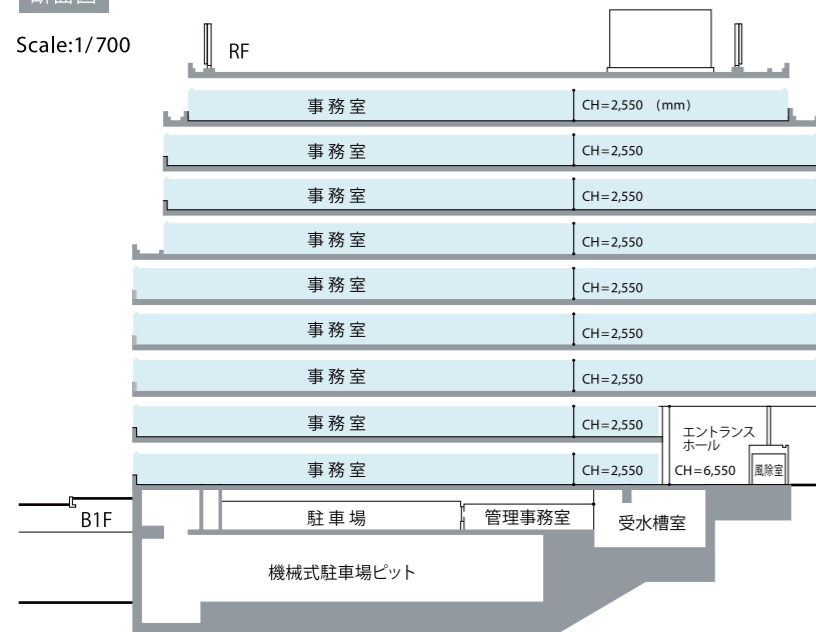 断面図
Scale:1/700
RF
事務室 CH=2,550 (mm)
事務室 CH=2,550
事務室 CH=2,550
事務室 CH=2,550
事務室 CH=2,550
事務室 CH=2,550
事務室 CH=2,550
事務室 CH=2,550
エントランス
ホール
事務室 CH=2,550 CH=6,550 風除室
B1F
駐車場 管理事務室 受水槽室
機械式駐車場ピット